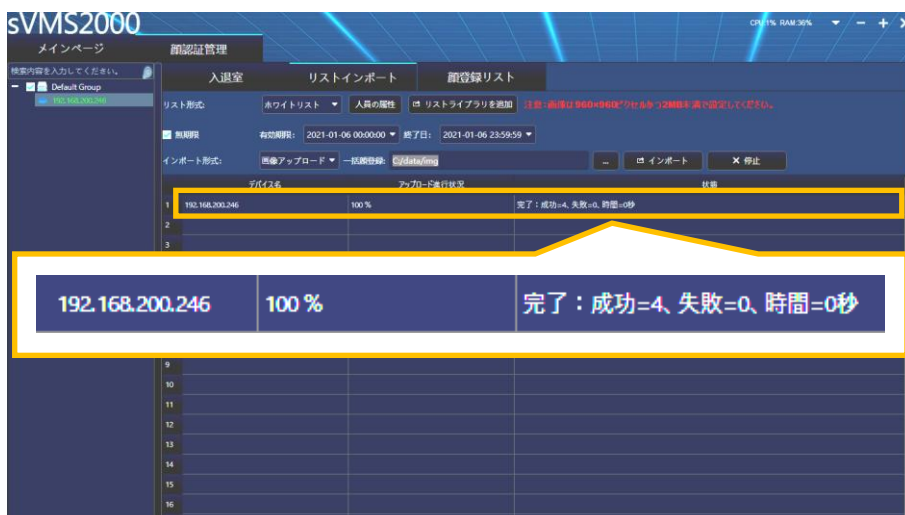 sVMS2000
CPU:1% RAM:36%
メインページ 顔認証管理
検索内容を入力してください。
入退室 リストインポート 顔登録リスト
Default Group
192.168.200.246
リスト形式: ホワイトリスト 人員の属性 リストライブラリを追加 注意:画像は960×960ピクセルかつ2MB未満で設定してください。
無期限 有効期限: 2021-01-06 00:00:00 終了日: 2021-01-06 23:59:59
インポート形式: 画像アップロード 一括顔登録: C:/data/img ... インポート 停止
デバイス名 アップロード進行状況 状態
1 192.168.200.246 100 % 完了:成功=4、失敗=0、時間=0秒
2
3
192.168.200.246 100 % 完了:成功=4、失敗=0、時間=0秒
9
10
11
12
13
14
15
16